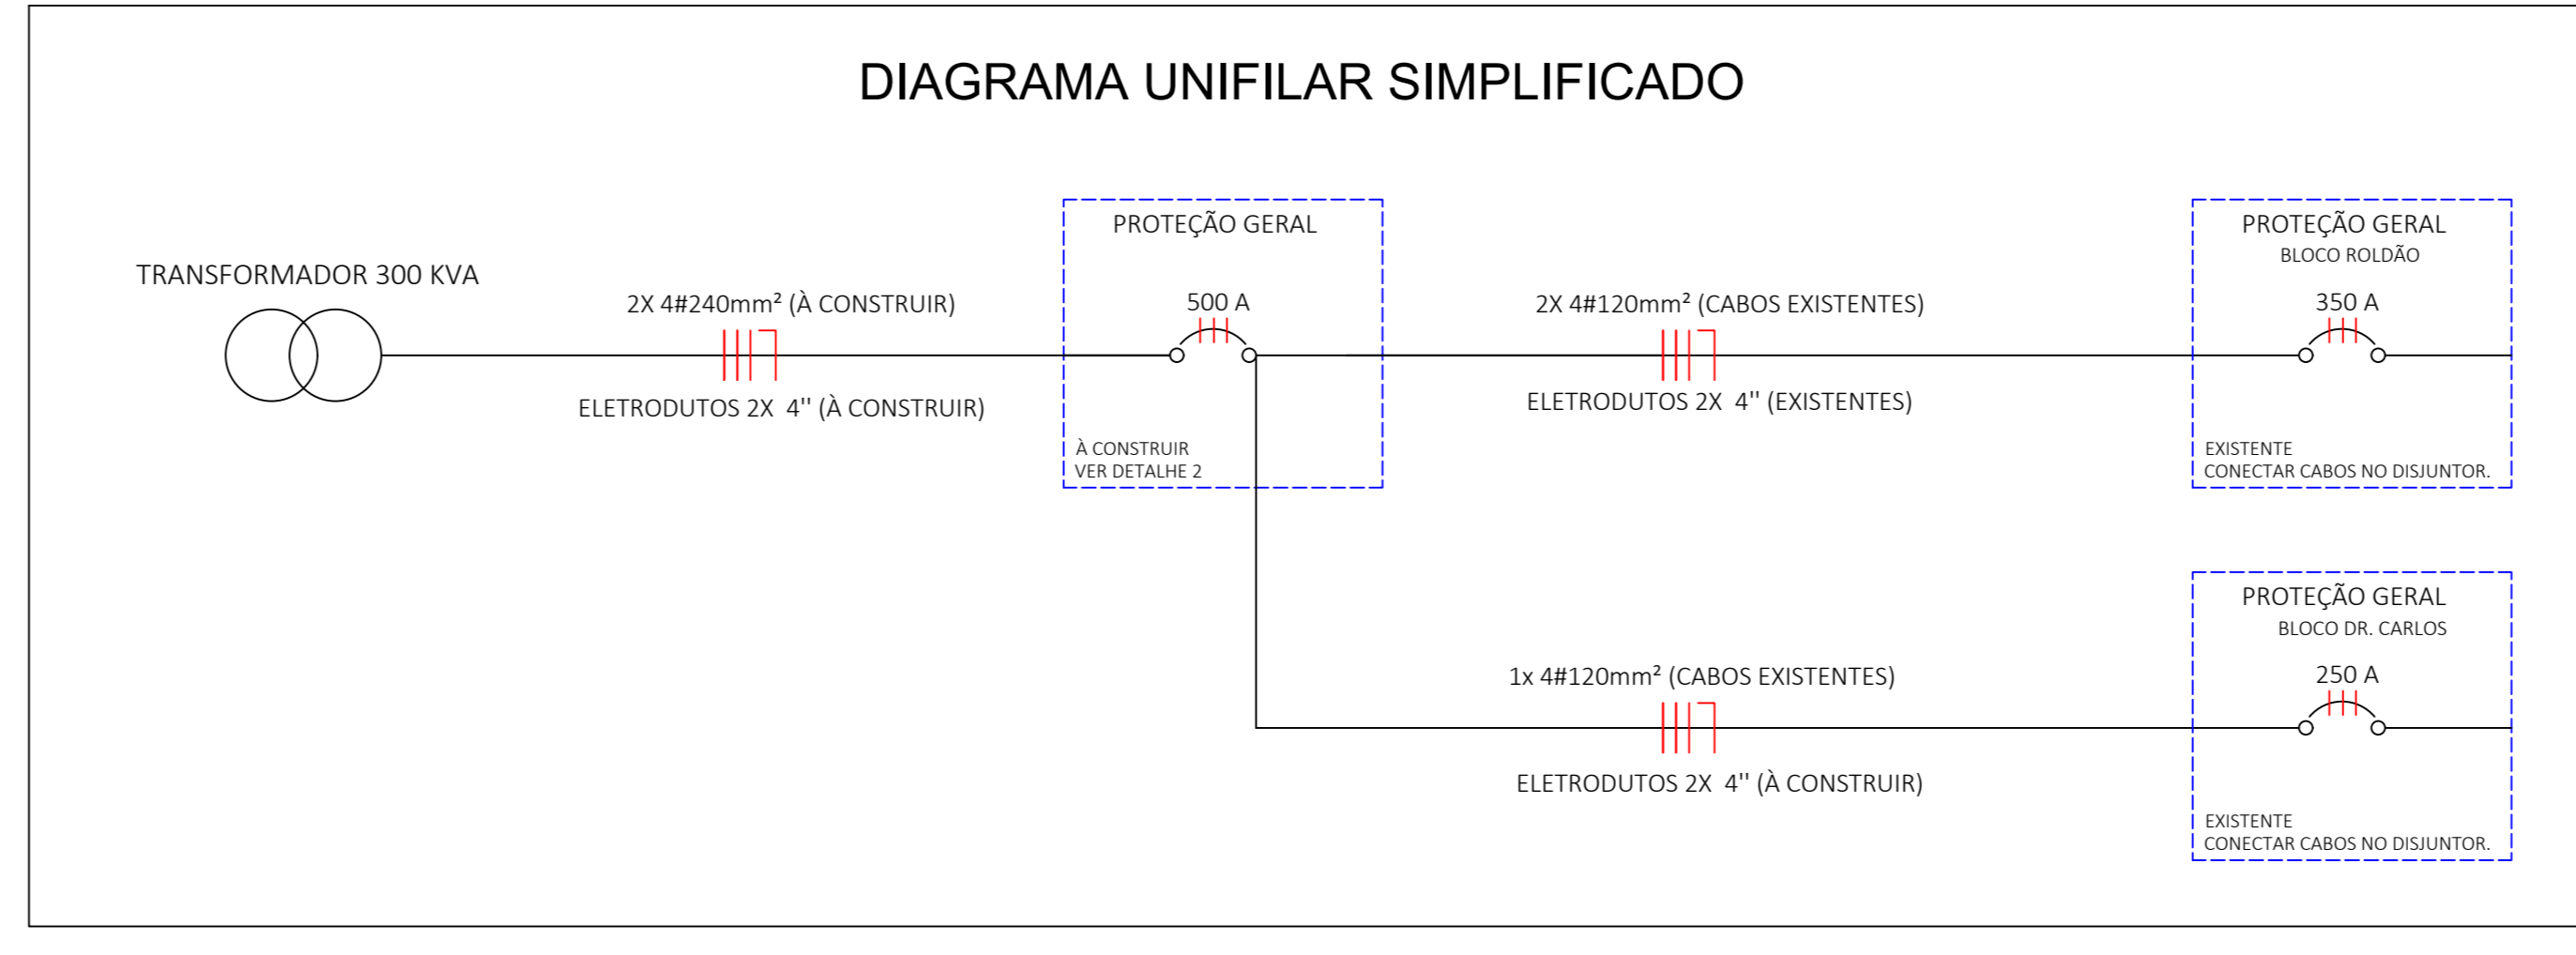 DIAGRAMA UNIFILAR SIMPLIFICADO
TRANSFORMADOR 300 KVA
2X 4#240mm² (À CONSTRUIR)
ELETRODUTOS 2X 4'' (À CONSTRUIR)
PROTEÇÃO GERAL
500 A
À CONSTRUIR
VER DETALHE 2
2X 4#120mm² (CABOS EXISTENTES)
ELETRODUTOS 2X 4'' (EXISTENTES)
PROTEÇÃO GERAL
BLOCO ROLDÃO
350 A
EXISTENTE
CONECTAR CABOS NO DISJUNTOR.
1x 4#120mm² (CABOS EXISTENTES)
ELETRODUTOS 2X 4'' (À CONSTRUIR)
PROTEÇÃO GERAL
BLOCO DR. CARLOS
250 A
EXISTENTE
CONECTAR CABOS NO DISJUNTOR.